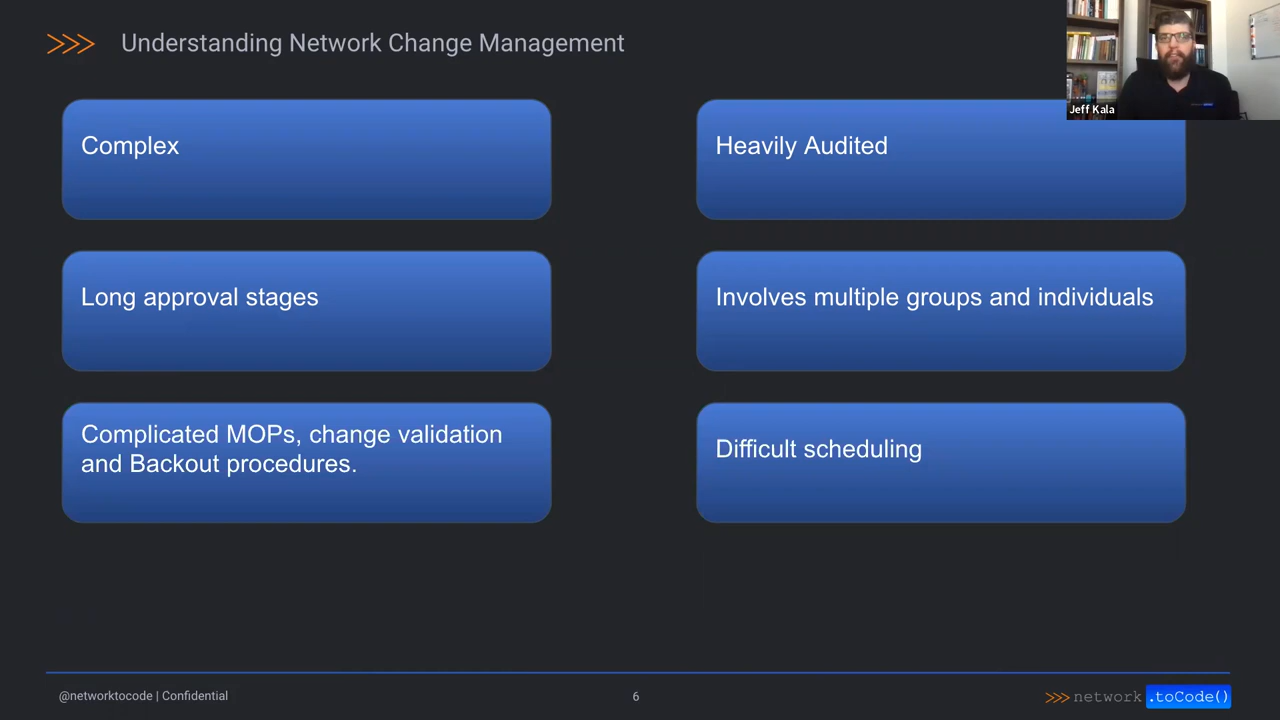 >>> Understanding Network Change Management
Jeff Kala
Complex
Heavily Audited
Long approval stages
Involves multiple groups and individuals
Complicated MOPs, change validation
and Backout procedures.
Difficult scheduling
@networktocode | Confidential
6
>>> network .toCode()